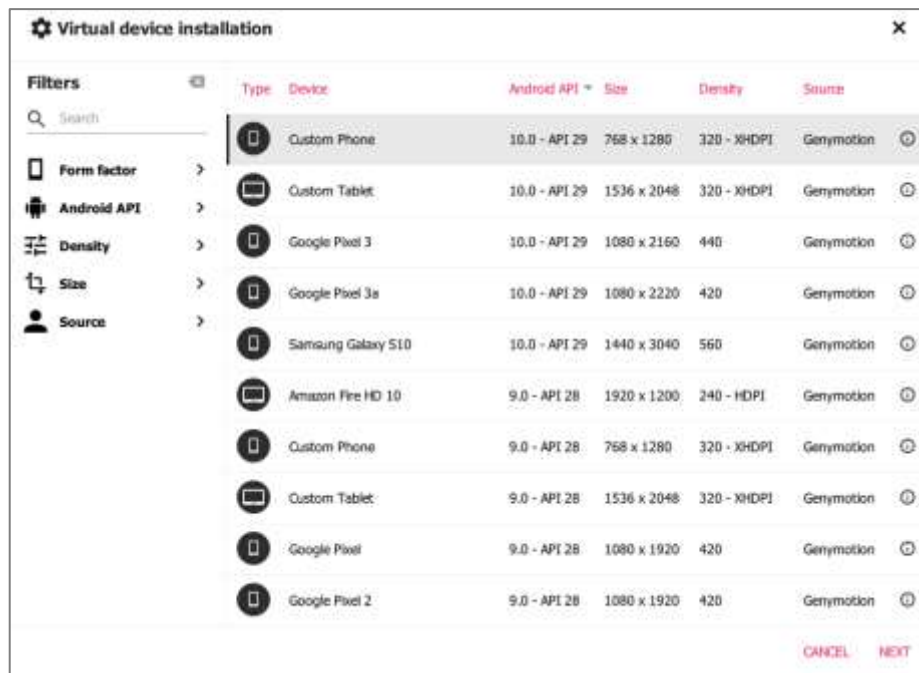 Virtual device installation
Filters
Search
Form factor
Android API
Density
Size
Source
Type Device Android API Size Density Source
Custom Phone 10.0 - API 29 768 x 1280 320 - XHDPI Genymotion
Custom Tablet 10.0 - API 29 1536 x 2048 320 - XHDPI Genymotion
Google Pixel 3 10.0 - API 29 1080 x 2160 440 Genymotion
Google Pixel 3a 10.0 - API 29 1080 x 2220 420 Genymotion
Samsung Galaxy S10 10.0 - API 29 1440 x 3040 560 Genymotion
Amazon Fire HD 10 9.0 - API 28 1920 x 1200 240 - HDPI Genymotion
Custom Phone 9.0 - API 28 768 x 1280 320 - XHDPI Genymotion
Custom Tablet 9.0 - API 28 1536 x 2048 320 - XHDPI Genymotion
Google Pixel 9.0 - API 28 1080 x 1920 420 Genymotion
Google Pixel 2 9.0 - API 28 1080 x 1920 420 Genymotion
CANCEL NEXT